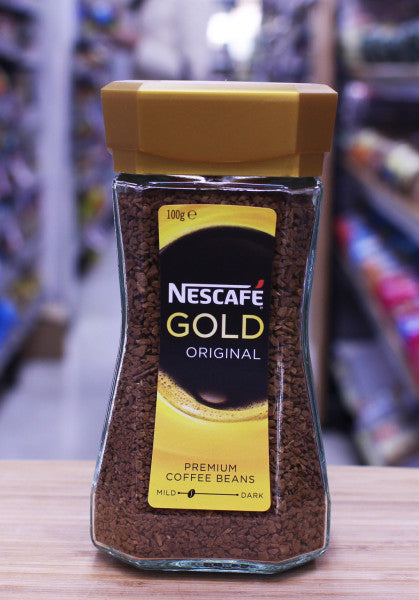 100g ℮
NESCAFÉ
GOLD
ORIGINAL
PREMIUM
COFFEE BEANS
MILD DARK